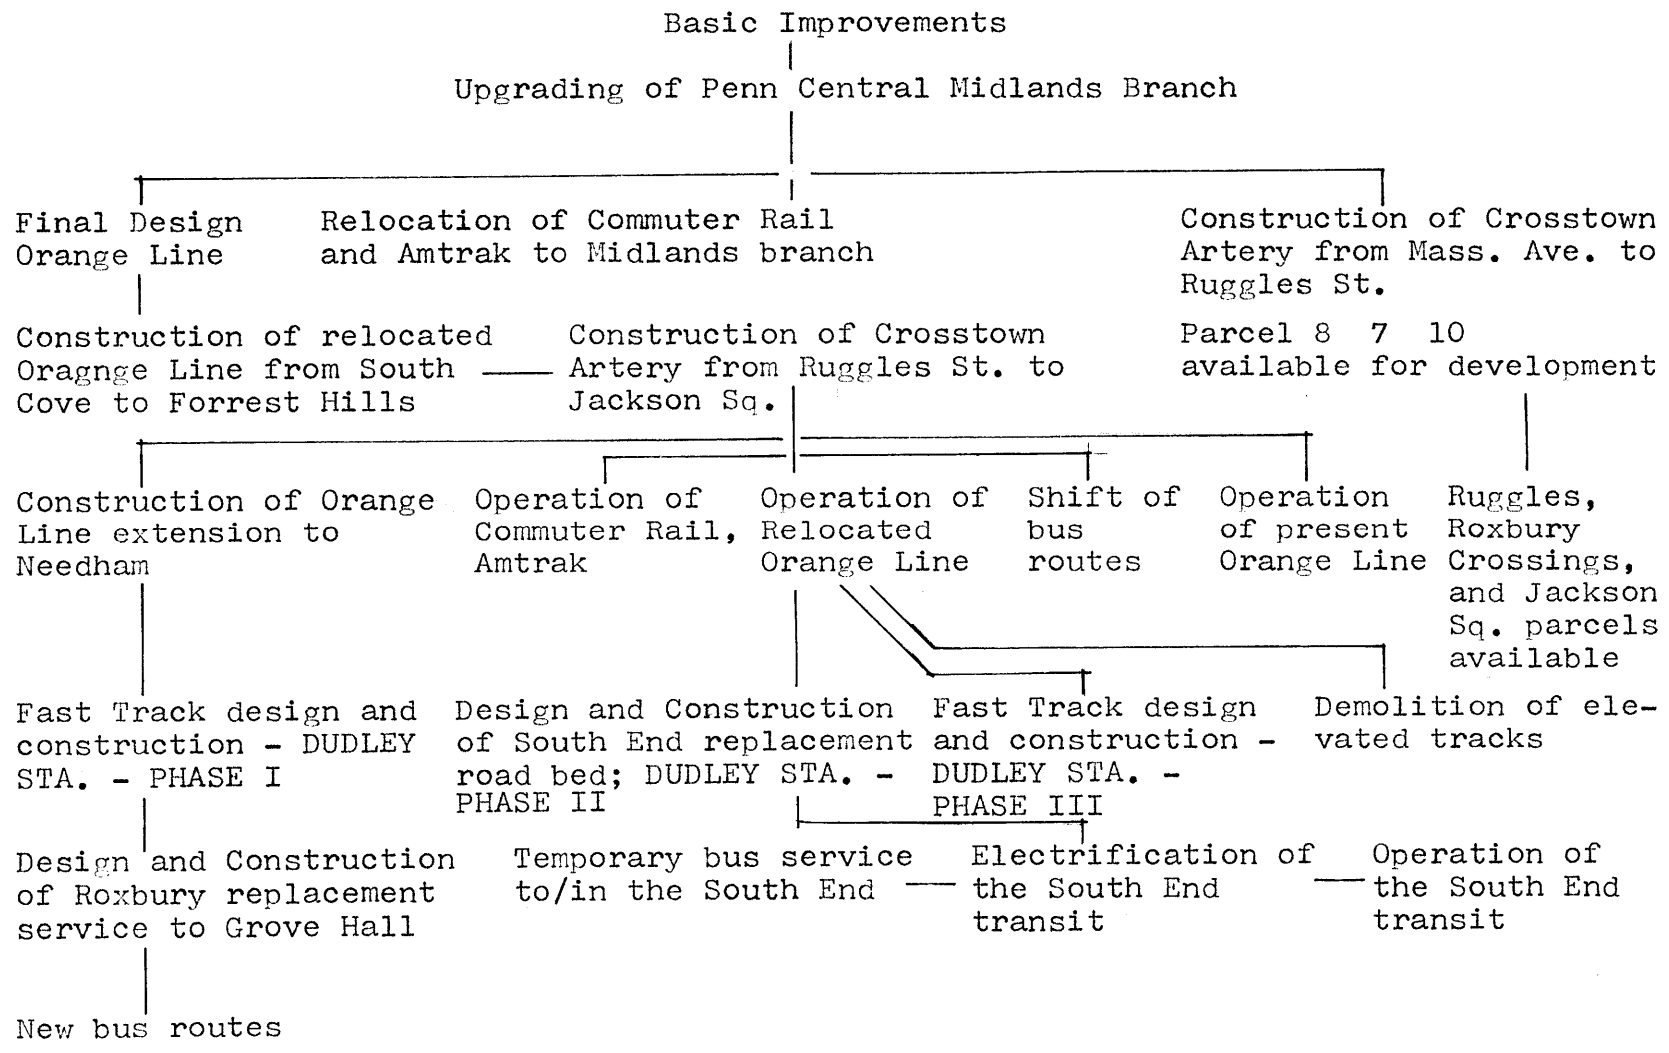 Basic Improvements
Upgrading of Penn Central Midlands Branch
Final Design
Orange Line
Relocation of Commuter Rail
and Amtrak to Midlands branch
Construction of Crosstown
Artery from Mass. Ave. to
Ruggles St.
Construction of relocated
Oragnge Line from South
Cove to Forrest Hills
Construction of Crosstown
Artery from Ruggles St. to
Jackson Sq.
Parcel 8 7 10
available for development
Construction of Orange
Line extension to
Needham
Operation of
Commuter Rail,
Amtrak
Operation of
Relocated
Orange Line
Shift of
bus
routes
Operation
of present
Orange Line
Ruggles,
Roxbury
Crossings,
and Jackson
Sq. parcels
available
Fast Track design and
construction - DUDLEY
STA. - PHASE I
Design and Construction
of South End replacement
road bed; DUDLEY STA. -
PHASE II
Fast Track design
and construction -
DUDLEY STA. -
PHASE III
Demolition of ele-
vated tracks
Design and Construction
of Roxbury replacement
service to Grove Hall
Temporary bus service
to/in the South End
Electrification of
the South End
transit
Operation of
the South End
transit
New bus routes